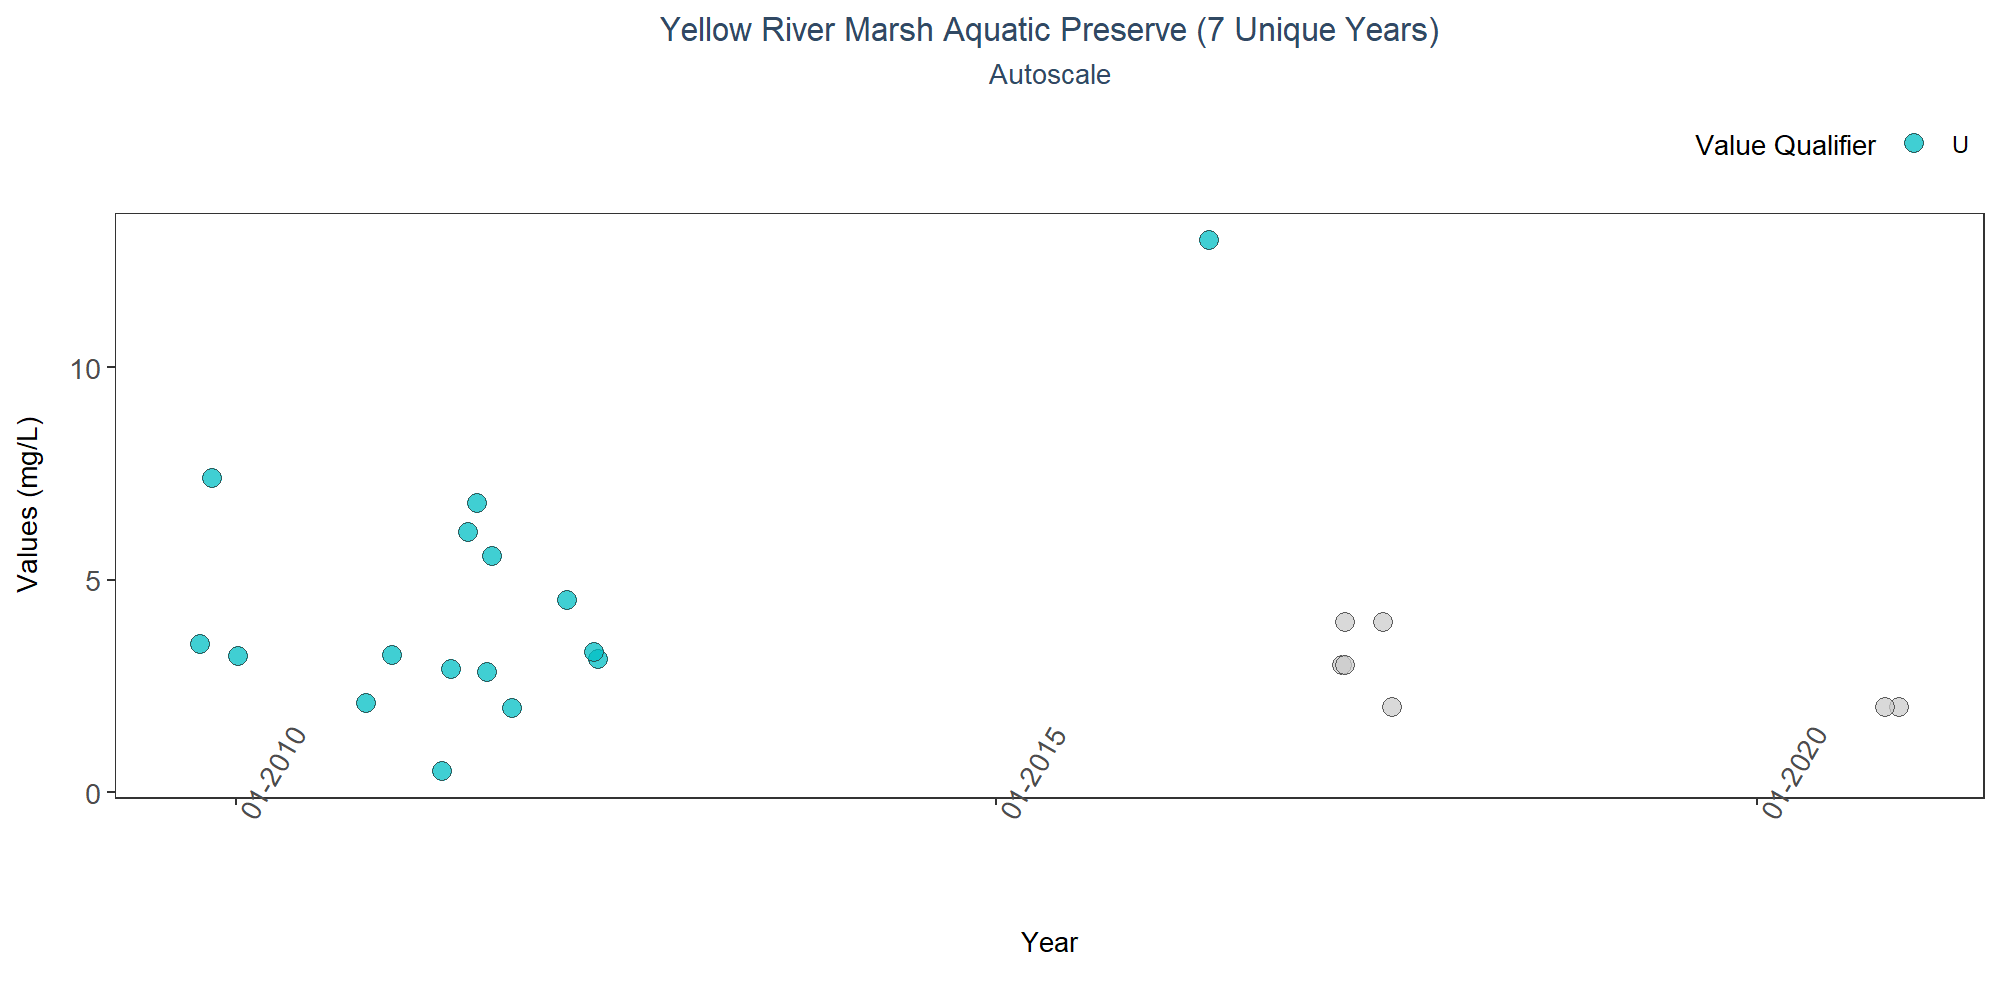 Yellow River Marsh Aquatic Preserve (7 Unique Years)
Autoscale
Value Qualifier U
Values (mg/L)
10
5
0
01-2010
01-2015
01-2020
Year